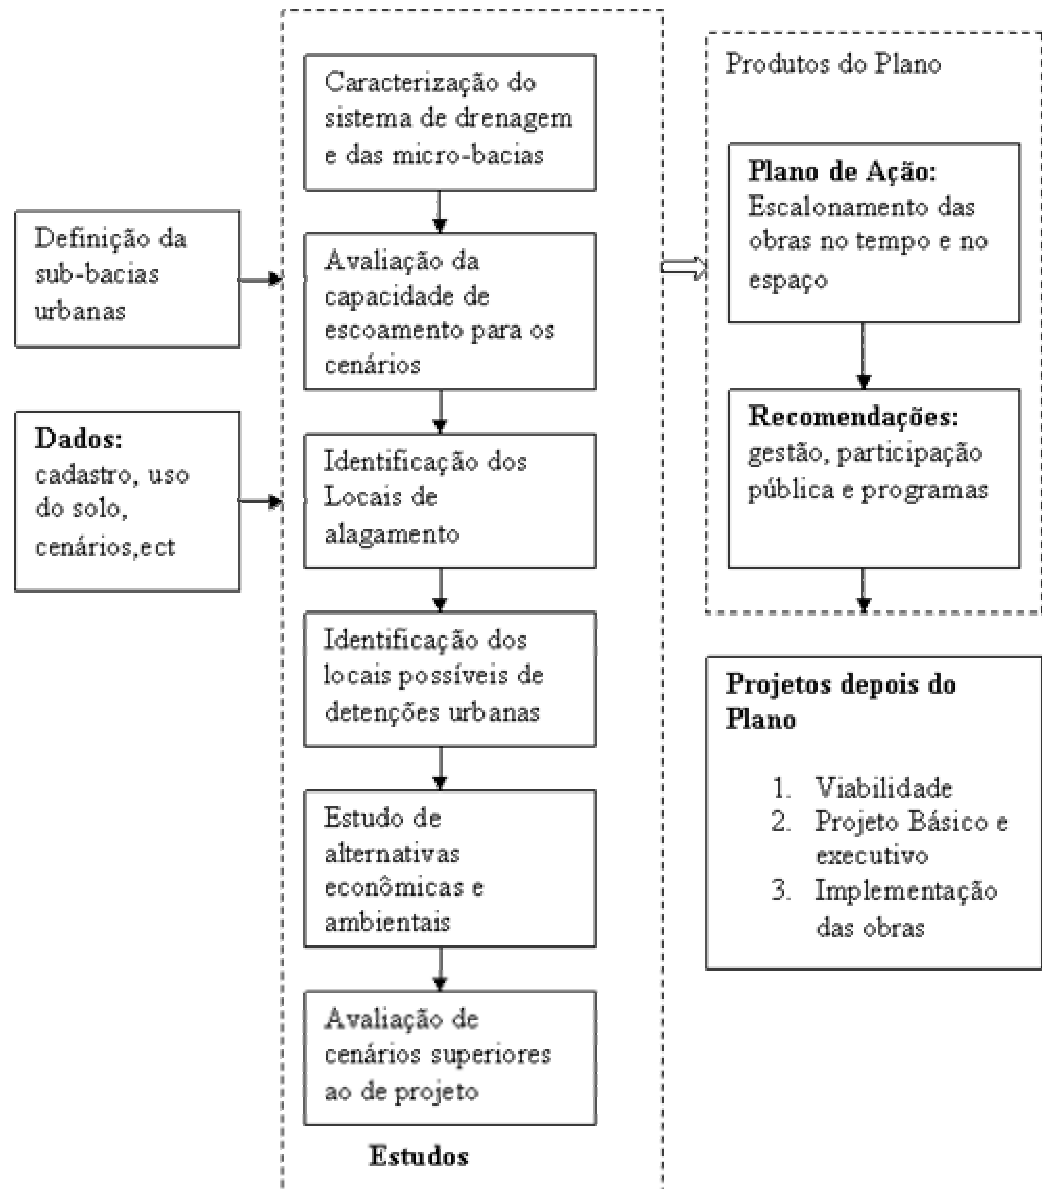 Definição da
sub-bacias
urbanas
Dados:
cadastro, uso
do solo,
cenários,ect
Caracterização do
sistema de drenagem
e das micro-bacias
Avaliação da
capacidade de
escoamento para os
cenários
Identificação dos
Locais de
alagamento
Identificação dos
locais possíveis de
detenções urbanas
Estudo de
alternativas
econômicas e
ambientais
Avaliação de
cenários superiores
ao de projeto
Estudos
Produtos do Plano
Plano de Ação:
Escalonamento das
obras no tempo e no
espaço
Recomendações:
gestão, participação
pública e programas
Projetos depois do
Plano
1. Viabilidade
2. Projeto Básico e
executivo
3. Implementação
das obras